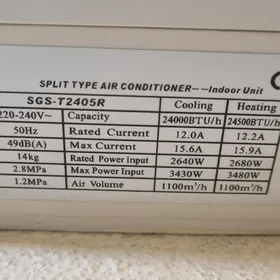 SPLIT TYPE AIR CONDITIONER---Indoor Unit
SGS-T2405R Cooling Heating
220-240V~ Capacity 24000BTU/h 24500BTU/h
50Hz Rated Current 12.0A 12.2A
49dB(A) Max Current 15.6A 15.9A
14kg Rated Power Input 2640W 2680W
2.8MPa Max Power Input 3430W 3480W
1.2MPa Air Volume 1100m³/h 1100m³/h